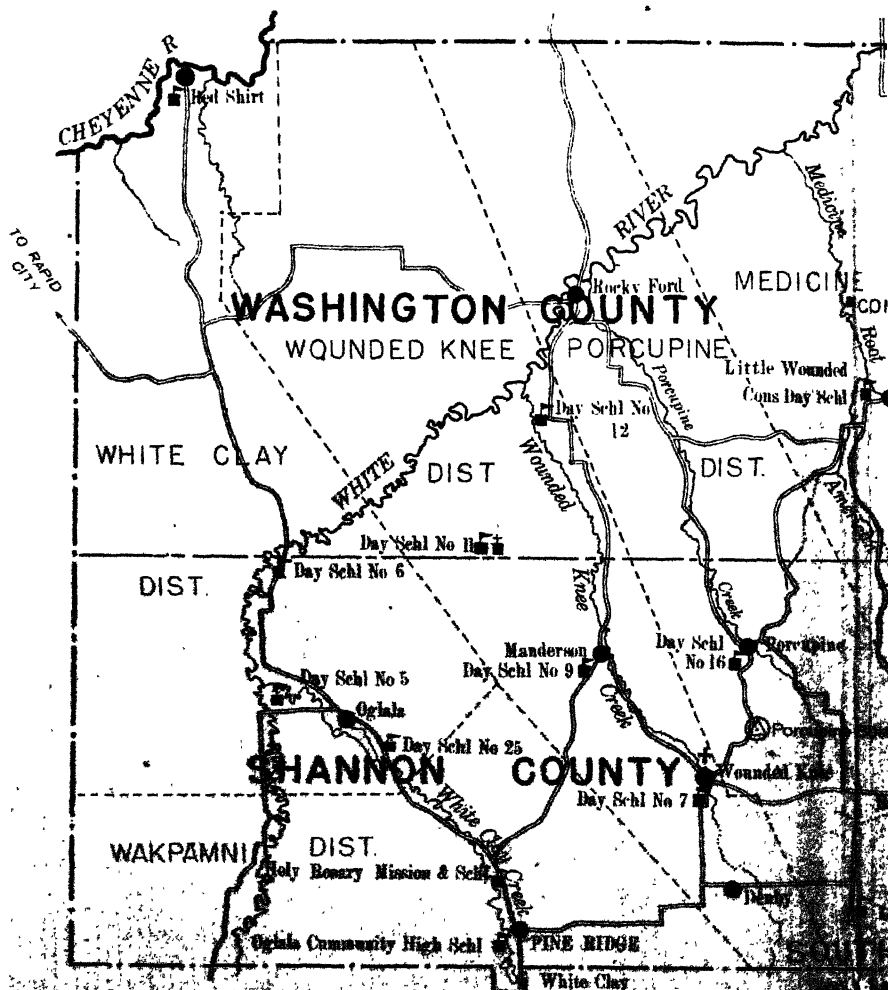 CHEYENNE R
Red Shirt
TO RAPID
CITY
RIVER
Medicine
MEDICINE
Rocky Ford
WASHINGTON COUNTY
WOUNDED KNEE
PORCUPINE
Root
Porcupine
Little Wounded
Cons Day Schl
Day Schl No
12
WHITE CLAY
WHITE
DIST
Wounded
DIST.
Day Schl No 11
Day Schl No 6
DIST.
Knee
Creek
Manderson
Day Schl No 9
Day Schl
No 16
Porcupine
Creek
Day Schl No 5
Oglala
Day Schl No 25
Porcupine
SHANNON COUNTY
Wounded Knee
Day Schl No 7
White Clay
Creek
WAKPAMNI DIST.
Holy Rosary Mission & Schl
Denby
Oglala Community High Schl
PINE RIDGE
White Clay